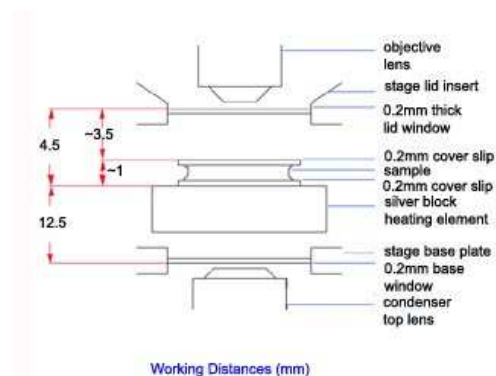 objective
lens
stage lid insert
0.2mm thick
lid window
~3.5
4.5
0.2mm cover slip
sample
~1
0.2mm cover slip
silver block
heating element
12.5
stage base plate
0.2mm base
window
condenser
top lens
Working Distances (mm)